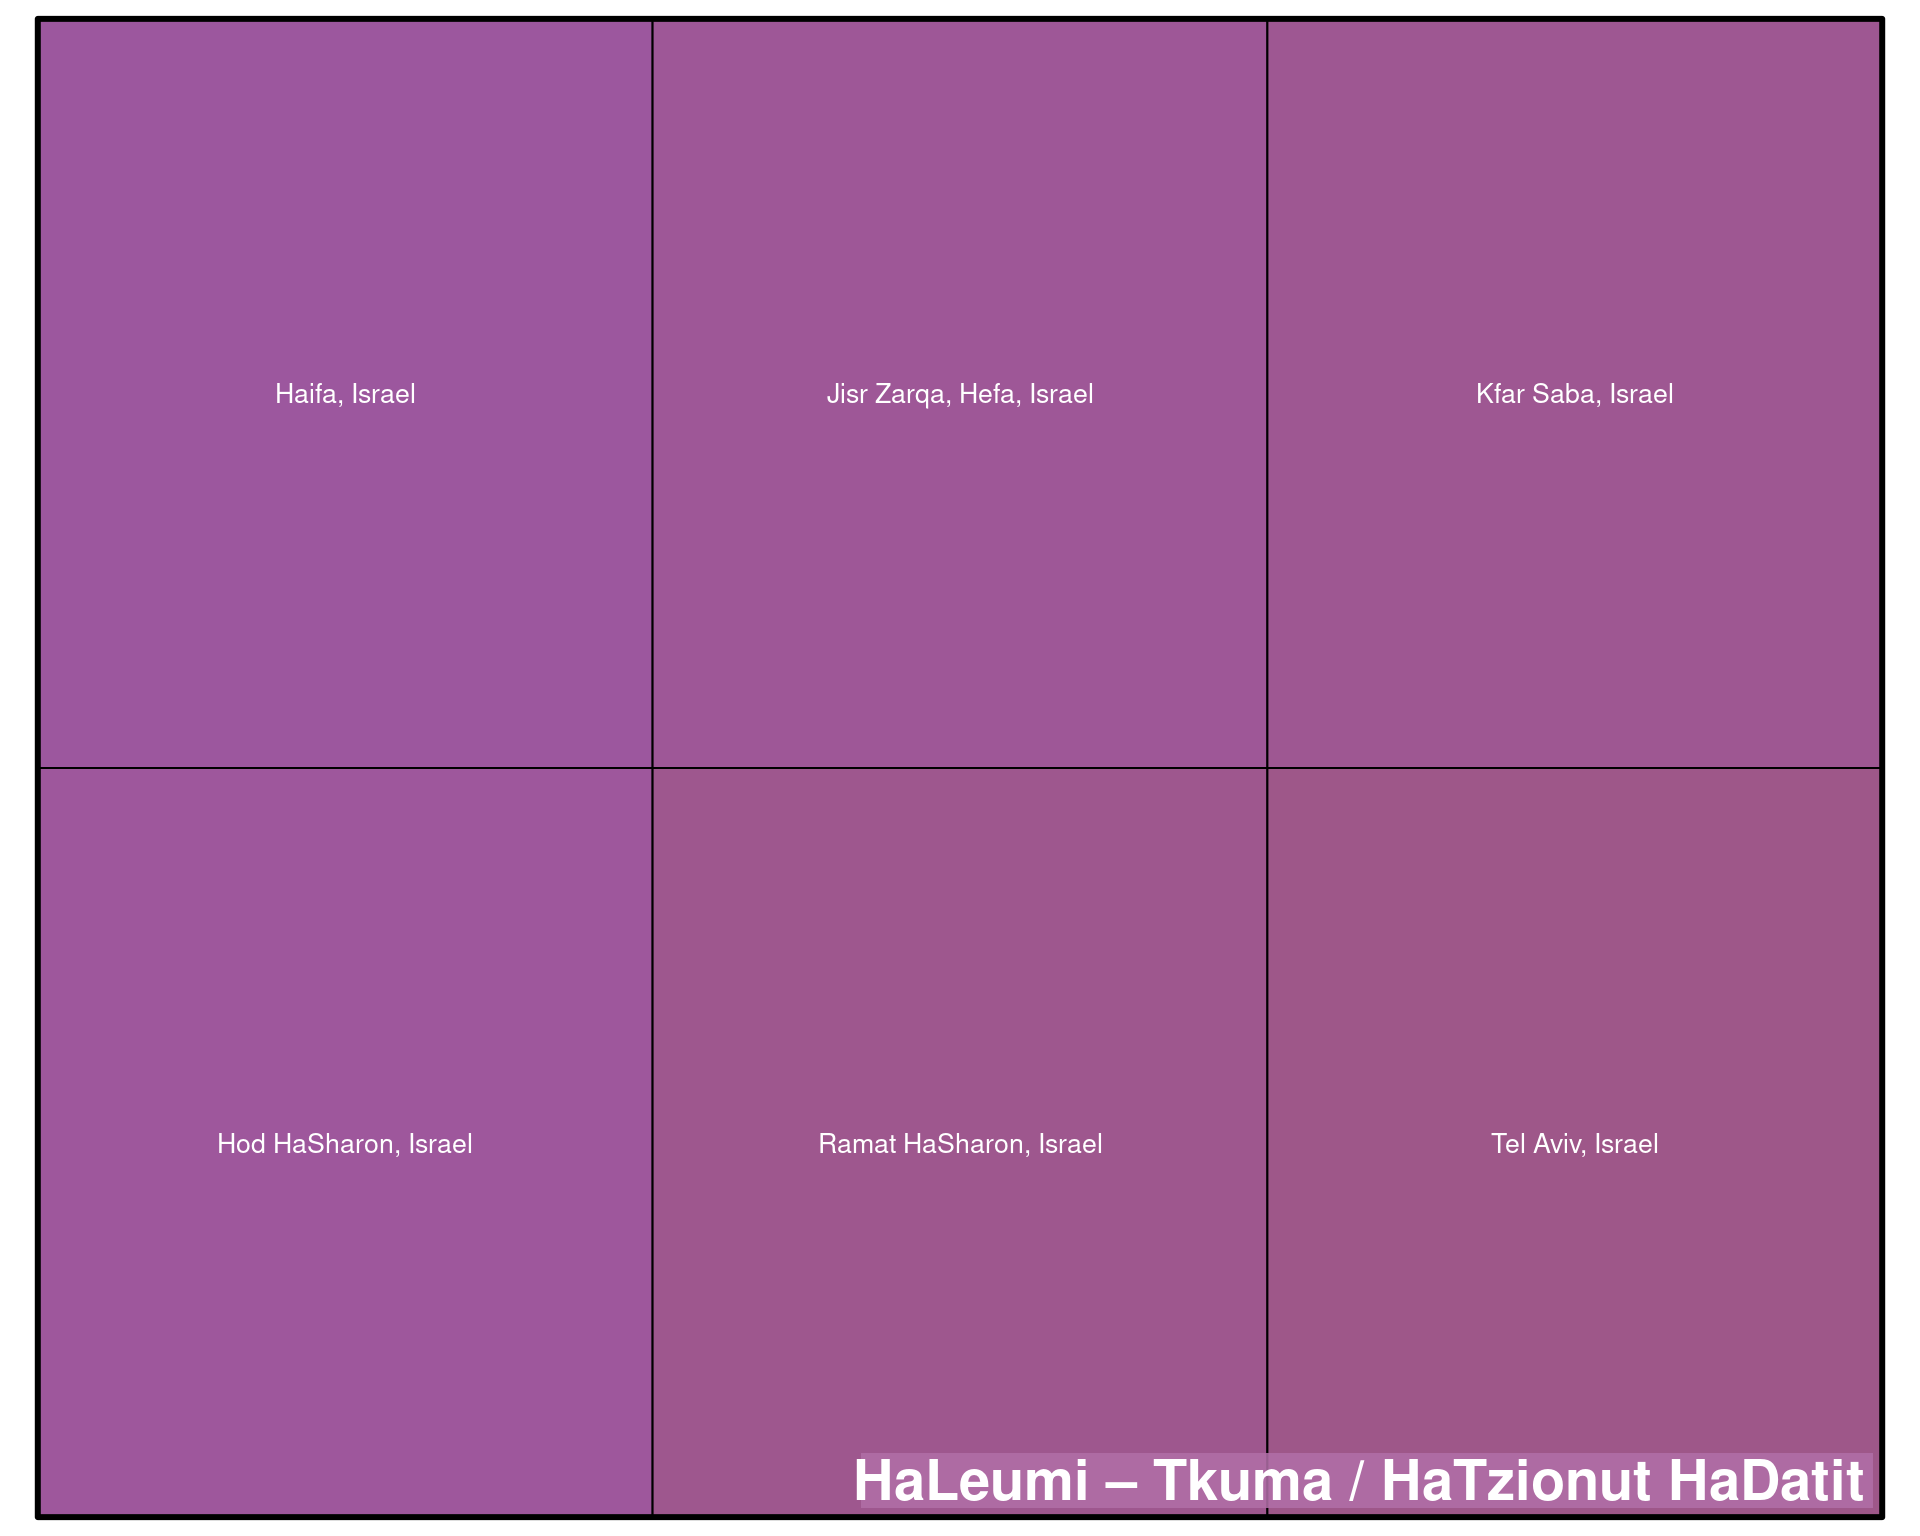 Haifa, Israel
Jisr Zarqa, Hefa, Israel
Kfar Saba, Israel
Hod HaSharon, Israel
Ramat HaSharon, Israel
Tel Aviv, Israel
HaLeumi – Tkuma / HaTzionut HaDatit